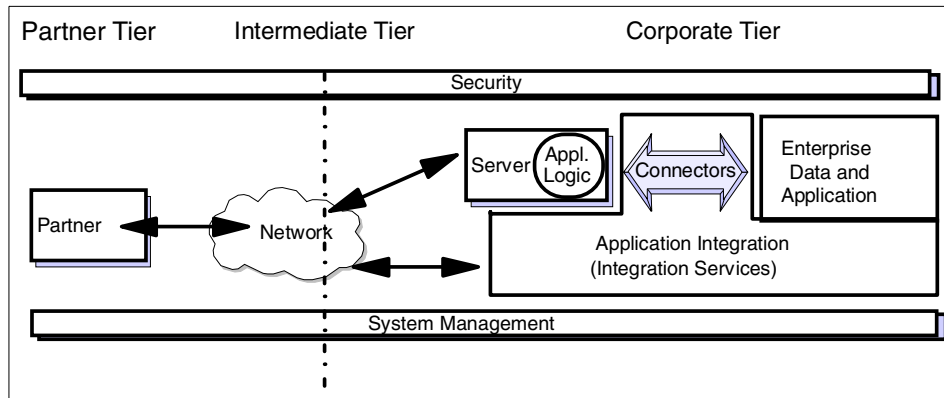 Partner Tier
Intermediate Tier
Corporate Tier
Security
Server
Appl.
Logic
Connectors
Enterprise
Data and
Application
Partner
Network
Application Integration
(Integration Services)
System Management